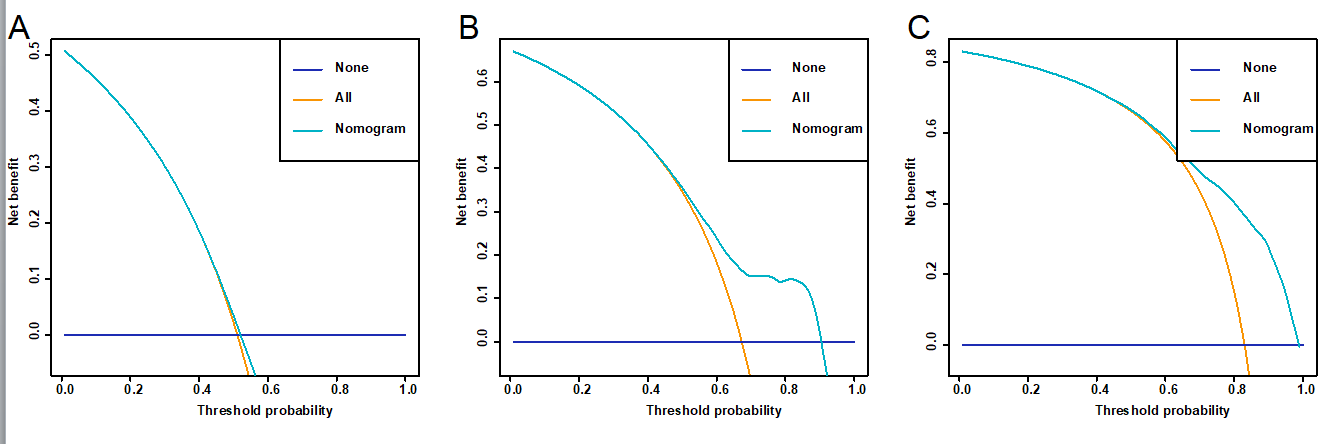 A
Net benefit
0.5
0.4
0.3
0.2
0.1
0.0
None
All
Nomogram
0.0 0.2 0.4 0.6 0.8 1.0
Threshold probability
B
Net benefit
0.6
0.5
0.4
0.3
0.2
0.1
0.0
None
All
Nomogram
0.0 0.2 0.4 0.6 0.8 1.0
Threshold probability
C
Net benefit
0.8
0.6
0.4
0.2
0.0
None
All
Nomogram
0.0 0.2 0.4 0.6 0.8 1.0
Threshold probability